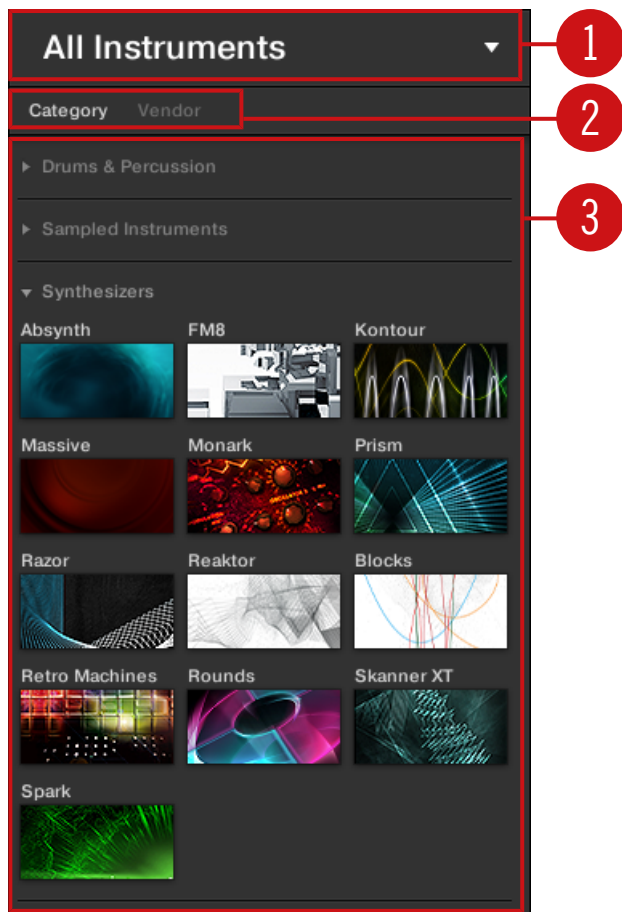 All Instruments
1
Category Vendor
2
Drums & Percussion
3
Sampled Instruments
Synthesizers
Absynth FM8 Kontour
Massive Monark Prism
Razor Reaktor Blocks
Retro Machines Rounds Skanner XT
Spark